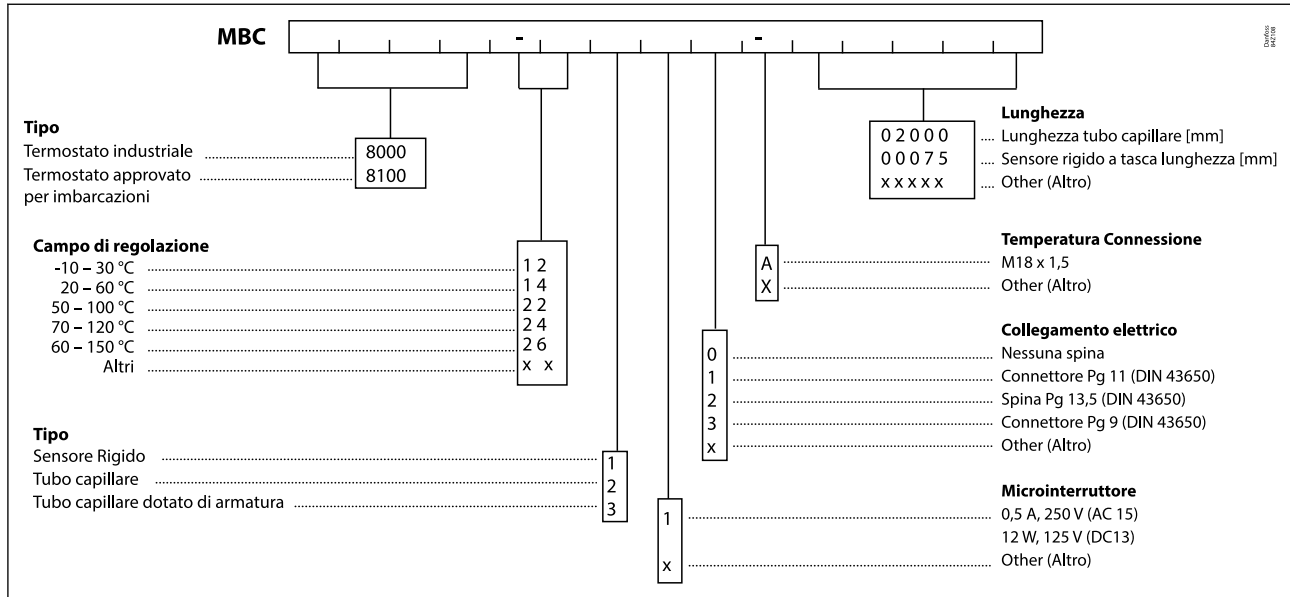 MBC - -
Danfoss
84Z1208
Tipo
Termostato industriale ........ 8000
Termostato approvato ........ 8100
per imbarcazioni
Campo di regolazione
-10 – 30 °C ........ 1 2
20 – 60 °C ........ 1 4
50 – 100 °C ........ 2 2
70 – 120 °C ........ 2 4
60 – 150 °C ........ 2 6
Altri ........ x x
Tipo
Sensore Rigido ........ 1
Tubo capillare ........ 2
Tubo capillare dotato di armatura ........ 3
Lunghezza
0 2 0 0 0 .... Lunghezza tubo capillare [mm]
0 0 0 7 5 .... Sensore rigido a tasca lunghezza [mm]
x x x x x .... Other (Altro)
Temperatura Connessione
A ........ M18 x 1,5
X ........ Other (Altro)
Collegamento elettrico
0 ........ Nessuna spina
1 ........ Connettore Pg 11 (DIN 43650)
2 ........ Spina Pg 13,5 (DIN 43650)
3 ........ Connettore Pg 9 (DIN 43650)
x ........ Other (Altro)
Microinterruttore
1 ........ 0,5 A, 250 V (AC 15)
12 W, 125 V (DC13)
x ........ Other (Altro)